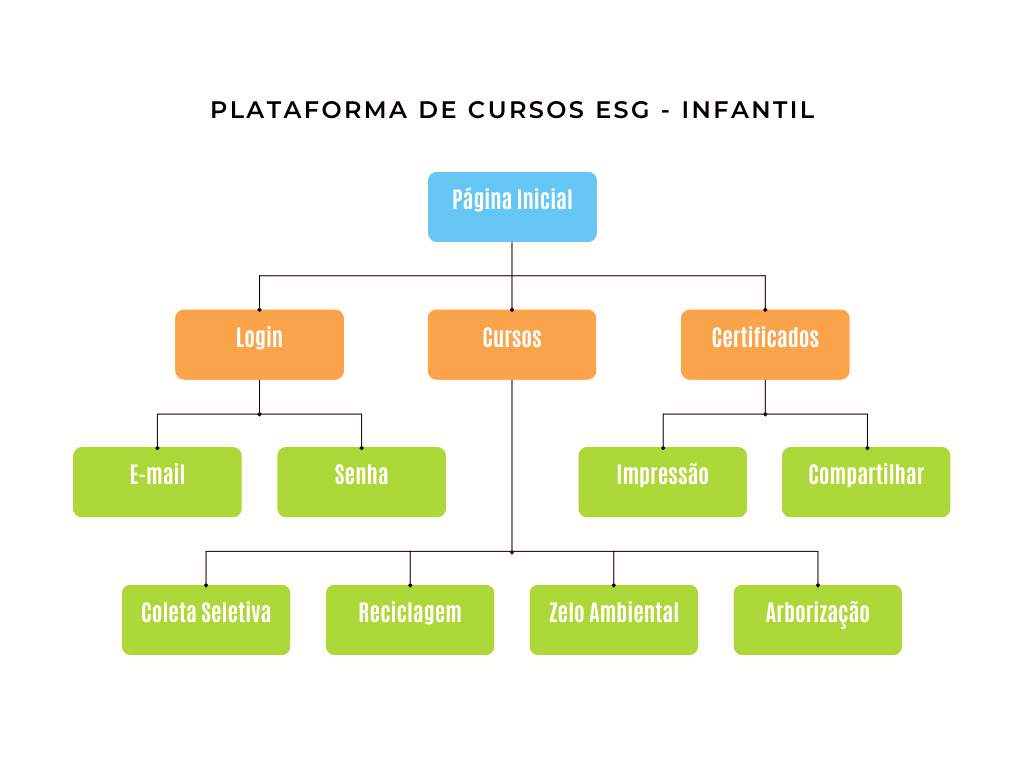 PLATAFORMA DE CURSOS ESG - INFANTIL
Página Inicial
Login
Cursos
Certificados
E-mail
Senha
Impressão
Compartilhar
Coleta Seletiva
Reciclagem
Zelo Ambiental
Arborização